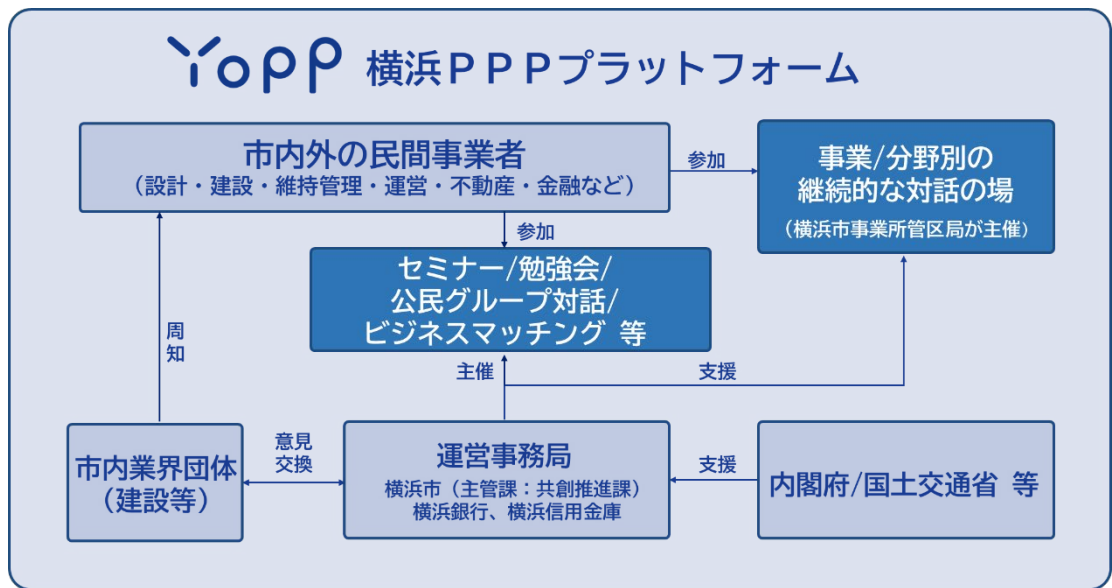 Yopp 横浜PPPプラットフォーム
市内外の民間事業者
（設計・建設・維持管理・運営・不動産・金融など）
参加
事業/分野別の
継続的な対話の場
（横浜市事業所管区局が主催）
参加
セミナー/勉強会/
公民グループ対話/
ビジネスマッチング 等
周
知
主催
支援
市内業界団体
（建設等）
意見
交換
運営事務局
横浜市（主管課：共創推進課）
横浜銀行、横浜信用金庫
支援
内閣府/国土交通省 等